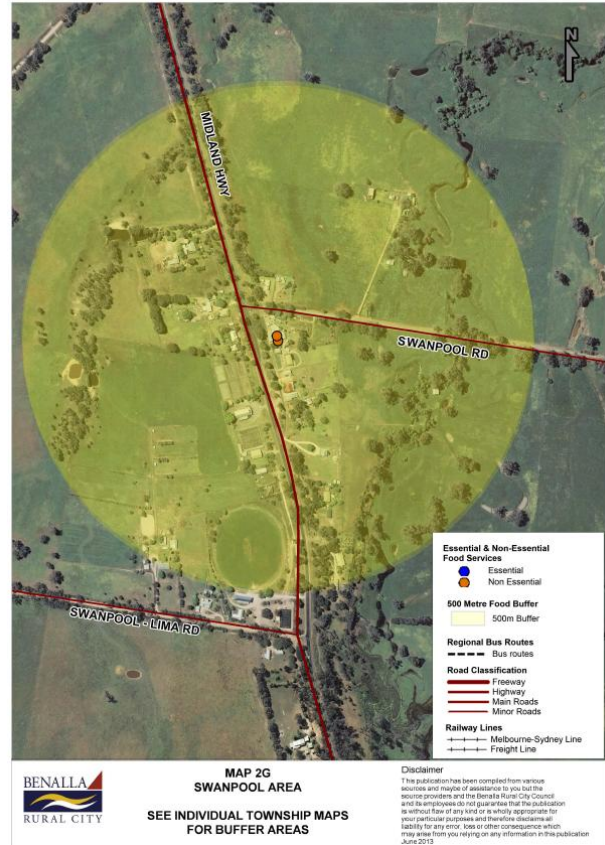 N
MIDLAND HWY
SWANPOOL RD
SWANPOOL - LIMA RD
Essential & Non-Essential
Food Services
Essential
Non Essential
500 Metre Food Buffer
500m Buffer
Regional Bus Routes
Bus routes
Road Classification
Freeway
Highway
Main Roads
Minor Roads
Railway Lines
Melbourne-Sydney Line
Freight Line
BENALLA
RURAL CITY
MAP 2G
SWANPOOL AREA
SEE INDIVIDUAL TOWNSHIP MAPS
FOR BUFFER AREAS
Disclaimer
This publication has been compiled from various
sources and maybe of assistance to you but the
source providers and the Benalla Rural City Council
and its employees do not guarantee that the publication
is without flaw of any kind or is wholly appropriate for
your particular purposes and therefore disclaims all
liability for any error, loss or other consequence which
may arise from you relying on any information in this publication
June 2013